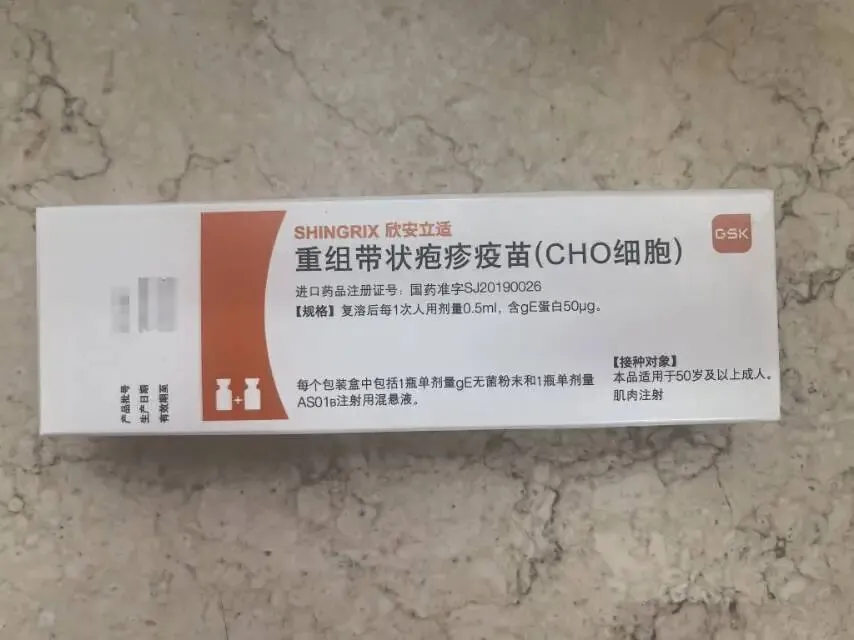 SHINGRIX 欣安立适
重组带状疱疹疫苗(CHO细胞)
进口药品注册证号：国药准字SJ20190026
【规格】复溶后每1次人用剂量0.5ml，含gE蛋白50μg。
每个包装盒中包括1瓶单剂量gE无菌粉末和1瓶单剂量
AS01B注射用混悬液。
【接种对象】
本品适用于50岁及以上成人。
肌肉注射
GSK
产品批号
生产日期
有效期至